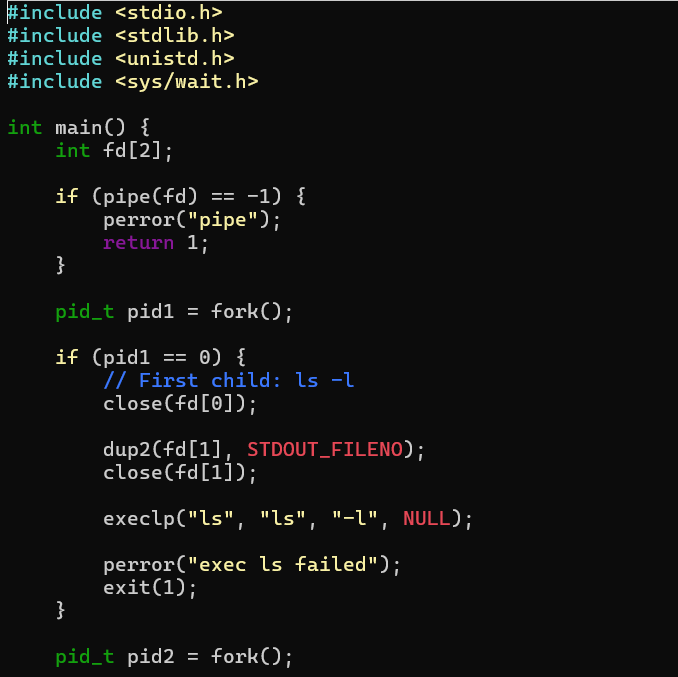 #include <stdio.h>
#include <stdlib.h>
#include <unistd.h>
#include <sys/wait.h>

int main() {
    int fd[2];

    if (pipe(fd) == -1) {
        perror("pipe");
        return 1;
    }

    pid_t pid1 = fork();

    if (pid1 == 0) {
        // First child: ls -l
        close(fd[0]);

        dup2(fd[1], STDOUT_FILENO);
        close(fd[1]);

        execlp("ls", "ls", "-l", NULL);

        perror("exec ls failed");
        exit(1);
    }

    pid_t pid2 = fork();